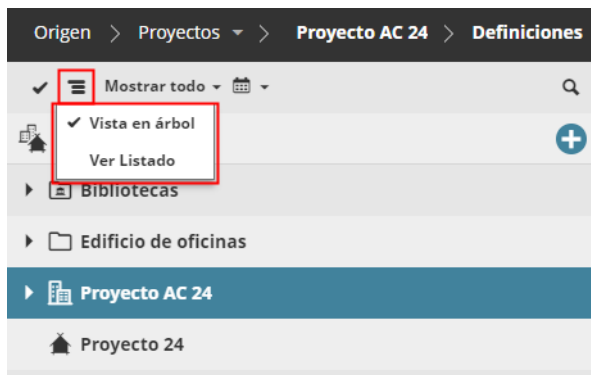 Origen > Proyectos > Proyecto AC 24 > Definiciones
Mostrar todo
Vista en árbol
Ver Listado
Bibliotecas
Edificio de oficinas
Proyecto AC 24
Proyecto 24